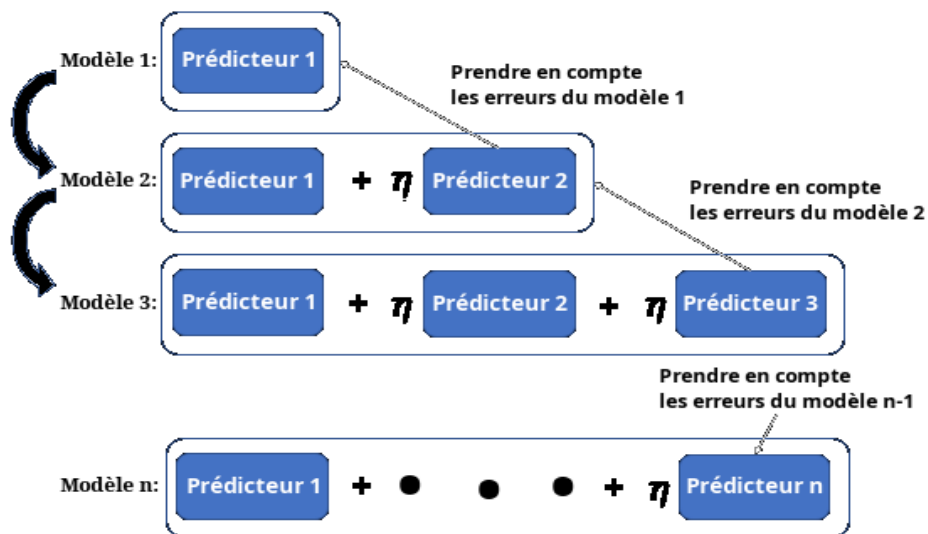 Modèle 1: Prédicteur 1
Prendre en compte
les erreurs du modèle 1
Modèle 2: Prédicteur 1 + η Prédicteur 2
Prendre en compte
les erreurs du modèle 2
Modèle 3: Prédicteur 1 + η Prédicteur 2 + η Prédicteur 3
Prendre en compte
les erreurs du modèle n-1
Modèle n: Prédicteur 1 + • • • + η Prédicteur n